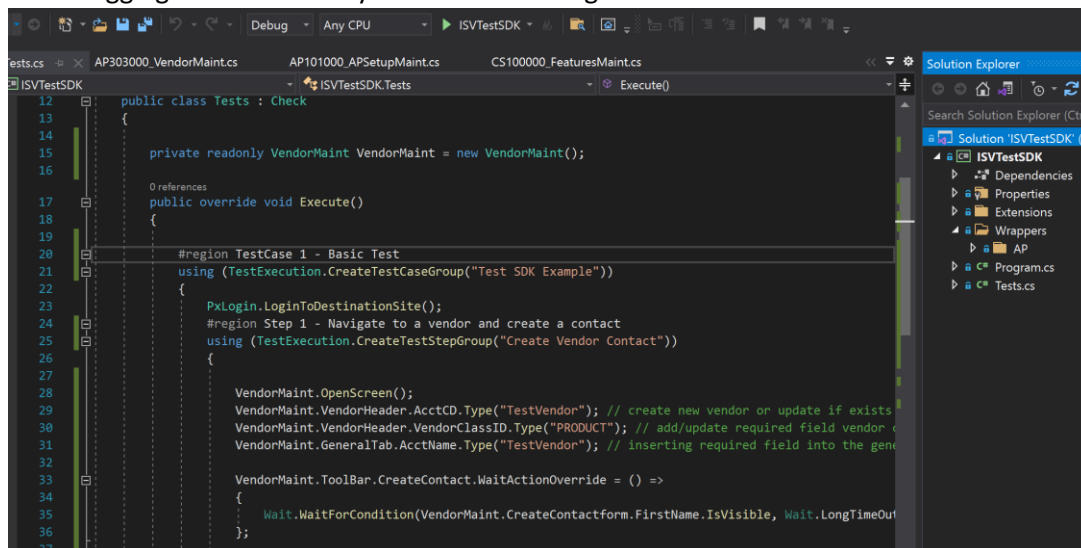 Debug Any CPU ISVTestSDK
Tests.cs AP303000_VendorMaint.cs AP101000_APSetupMaint.cs CS100000_FeaturesMaint.cs
ISVTestSDK ISVTestSDK.Tests Execute()
12 public class Tests : Check
13 {
14
15 private readonly VendorMaint VendorMaint = new VendorMaint();
16
0 references
17 public override void Execute()
18 {
19
20 #region TestCase 1 - Basic Test
21 using (TestExecution.CreateTestCaseGroup("Test SDK Example"))
22 {
23 PxLogin.LoginToDestinationSite();
24 #region Step 1 - Navigate to a vendor and create a contact
25 using (TestExecution.CreateTestStepGroup("Create Vendor Contact"))
26 {
27
28 VendorMaint.OpenScreen();
29 VendorMaint.VendorHeader.AcctCD.Type("TestVendor"); // create new vendor or update if exists
30 VendorMaint.VendorHeader.VendorClassID.Type("PRODUCT"); // add/update required field vendor
31 VendorMaint.GeneralTab.AcctName.Type("TestVendor"); // inserting required field into the gene
32
33 VendorMaint.ToolBar.CreateContact.WaitActionOverride = () =>
34 {
35 Wait.WaitForCondition(VendorMaint.CreateContactform.FirstName.IsVisible, Wait.LongTimeOut
36 };
Solution Explorer
Search Solution Explorer (Ct
Solution 'ISVTestSDK' (
ISVTestSDK
Dependencies
Properties
Extensions
Wrappers
AP
Program.cs
Tests.cs